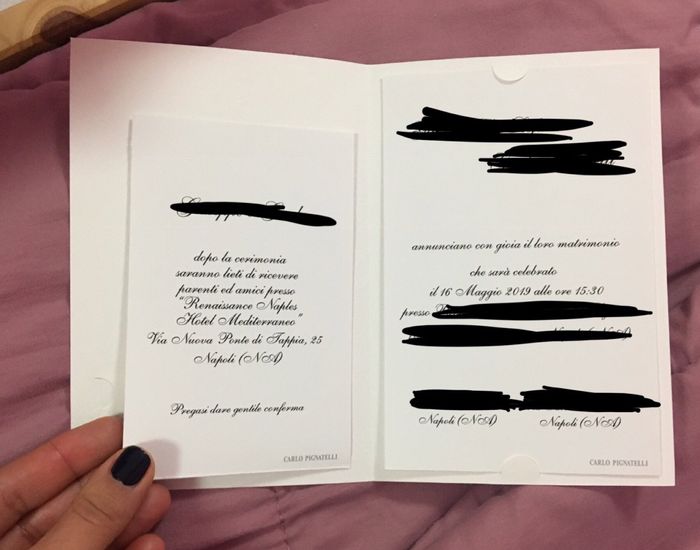 dopo la cerimonia
saranno lieti di ricevere
parenti ed amici presso
"Renaissance Naples
Hotel Mediterraneo"
Via Nuova Ponte di Tappia, 25
Napoli (NA)
Pregasi dare gentile conferma
CARLO PIGNATELLI
annunciano con gioia il loro matrimonio
che sarà celebrato
il 16 Maggio 2019 alle ore 15:30
presso
Napoli (NA)
Napoli (NA)
CARLO PIGNATELLI